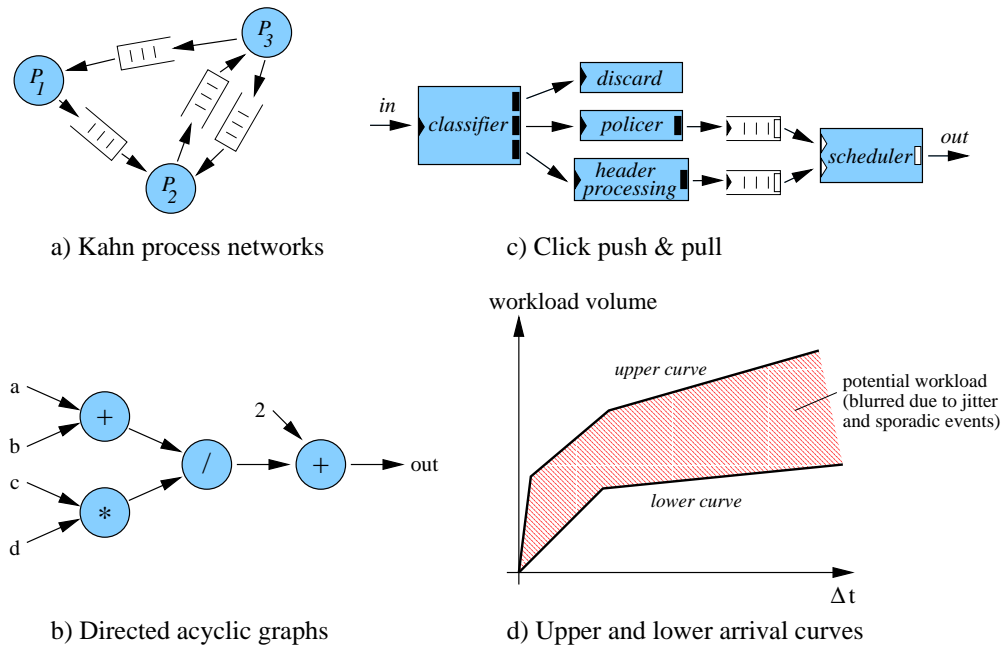 P1
P3
P2
a) Kahn process networks
in
classifier
discard
policer
header
processing
scheduler
out
c) Click push & pull
a
b
c
d
+
*
/
2
+
out
b) Directed acyclic graphs
workload volume
upper curve
lower curve
potential workload
(blurred due to jitter
and sporadic events)
Δ t
d) Upper and lower arrival curves